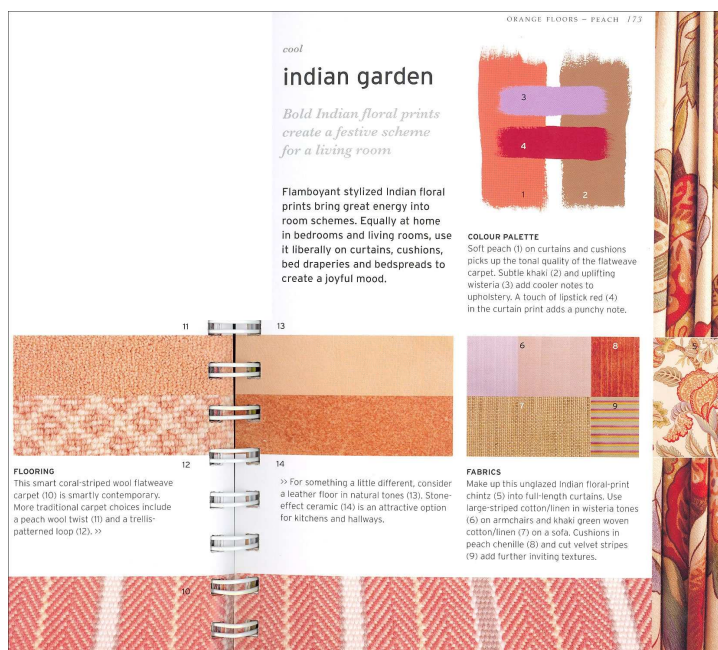 ORANGE FLOORS – PEACH 173
cool
indian garden
Bold Indian floral prints
create a festive scheme
for a living room
Flamboyant stylized Indian floral
prints bring great energy into
room schemes. Equally at home
in bedrooms and living rooms, use
it liberally on curtains, cushions,
bed draperies and bedspreads to
create a joyful mood.
3
4
1
2
COLOUR PALETTE
Soft peach (1) on curtains and cushions
picks up the tonal quality of the flatweave
carpet. Subtle khaki (2) and uplifting
wisteria (3) add cooler notes to
upholstery. A touch of lipstick red (4)
in the curtain print adds a punchy note.
11
13
6
8
5
7
9
12
14
FLOORING
This smart coral-striped wool flatweave
carpet (10) is smartly contemporary.
More traditional carpet choices include
a peach wool twist (11) and a trellis-
patterned loop (12). >>
>> For something a little different, consider
a leather floor in natural tones (13). Stone-
effect ceramic (14) is an attractive option
for kitchens and hallways.
FABRICS
Make up this unglazed Indian floral-print
chintz (5) into full-length curtains. Use
large-striped cotton/linen in wisteria tones
(6) on armchairs and khaki green woven
cotton/linen (7) on a sofa. Cushions in
peach chenille (8) and cut velvet stripes
(9) add further inviting textures.
10